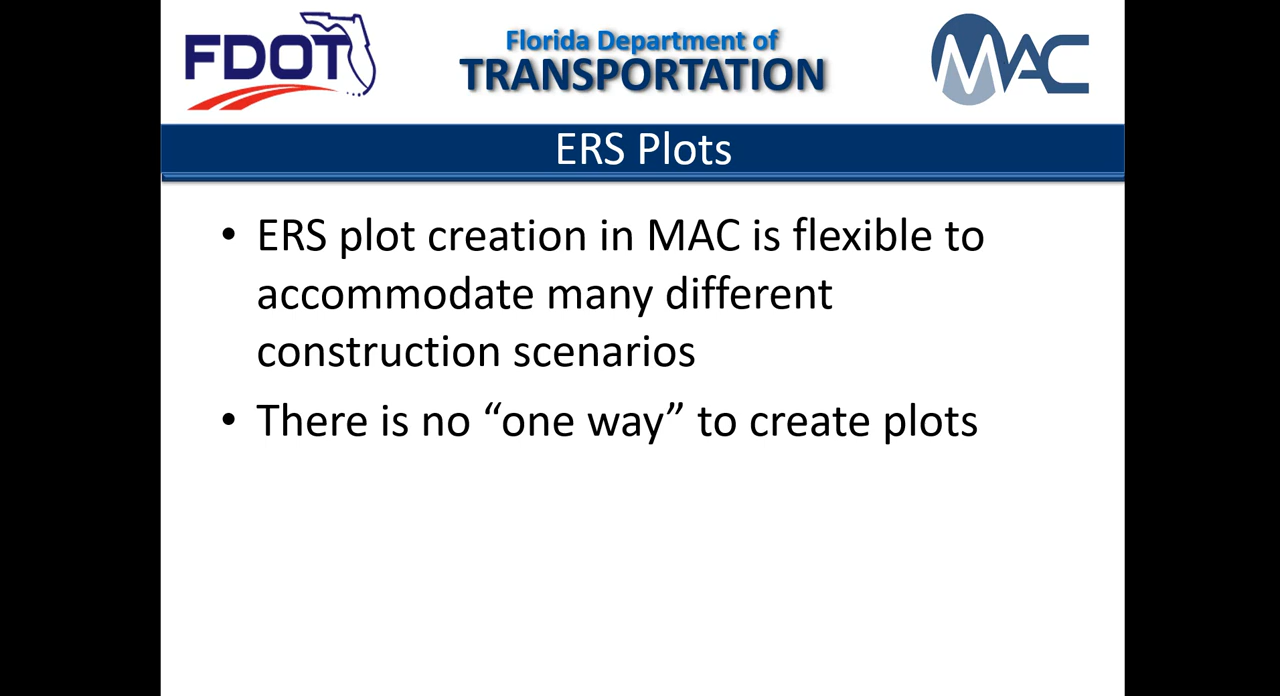 FDOT
Florida Department of
TRANSPORTATION
MAC
ERS Plots
• ERS plot creation in MAC is flexible to
accommodate many different
construction scenarios
• There is no “one way” to create plots